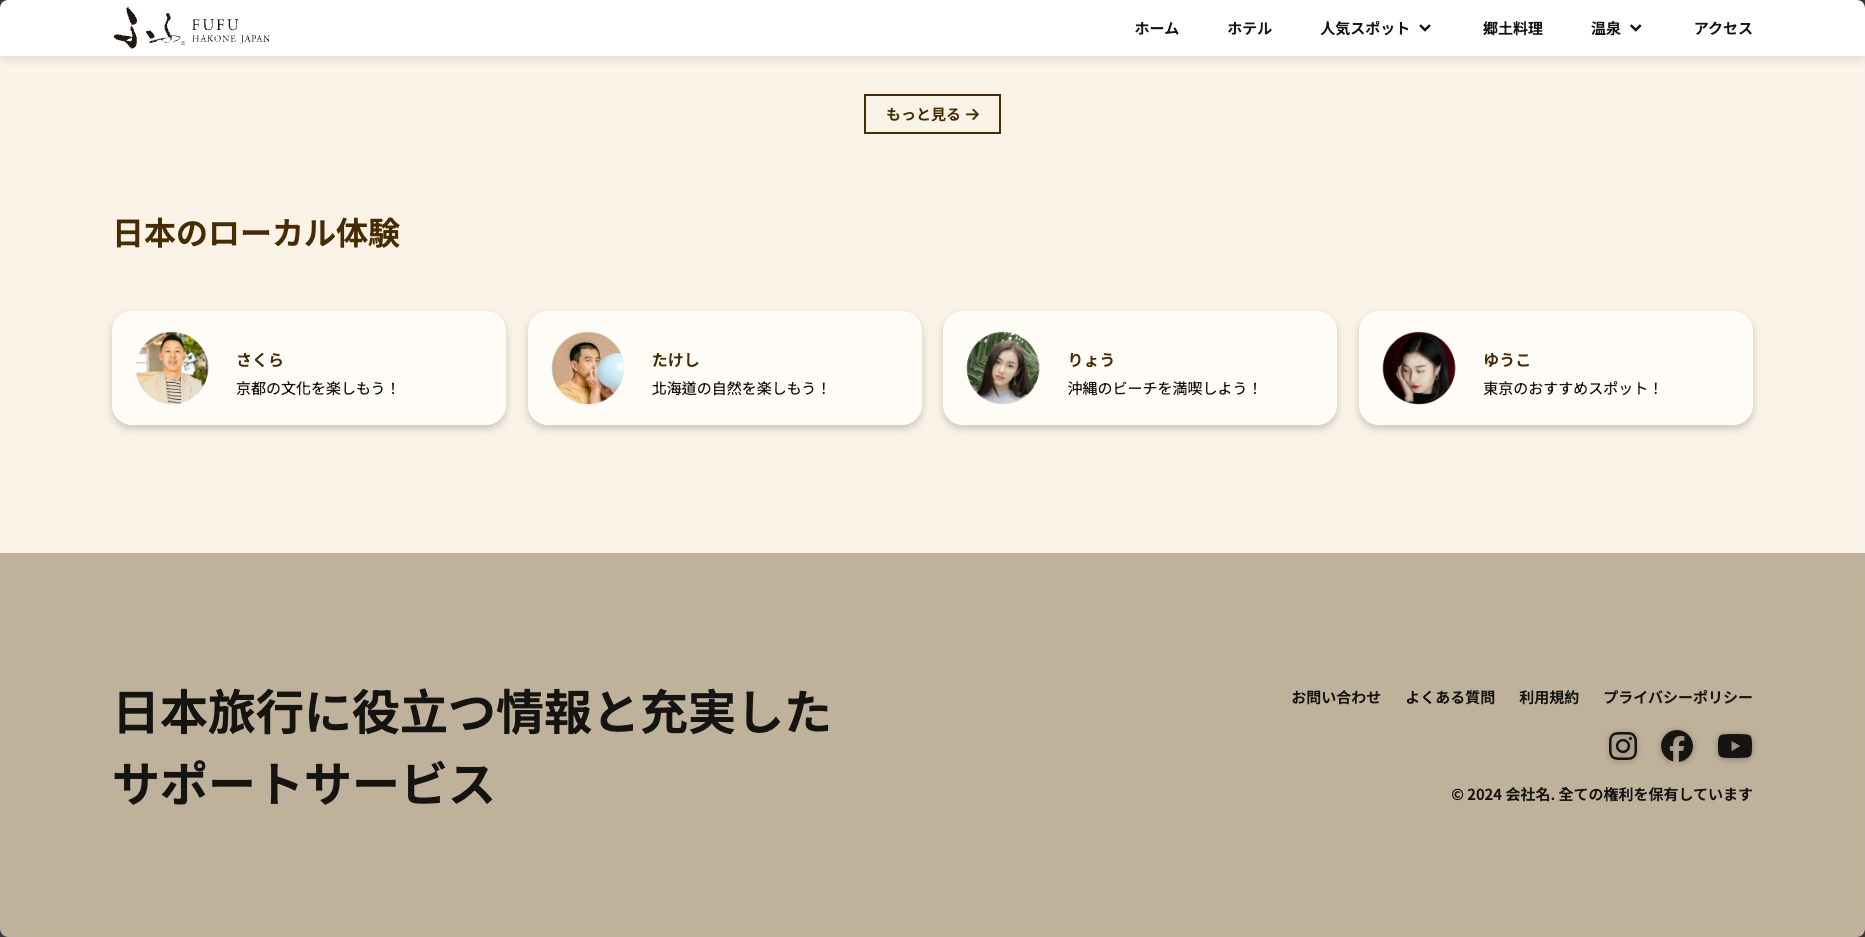 ふふ FUFU
HAKONE JAPAN
ホーム ホテル 人気スポット 郷土料理 温泉 アクセス
もっと見る →
日本のローカル体験
さくら
京都の文化を楽しもう！
たけし
北海道の自然を楽しもう！
りょう
沖縄のビーチを満喫しよう！
ゆうこ
東京のおすすめスポット！
日本旅行に役立つ情報と充実した
サポートサービス
お問い合わせ よくある質問 利用規約 プライバシーポリシー
© 2024 会社名. 全ての権利を保有しています